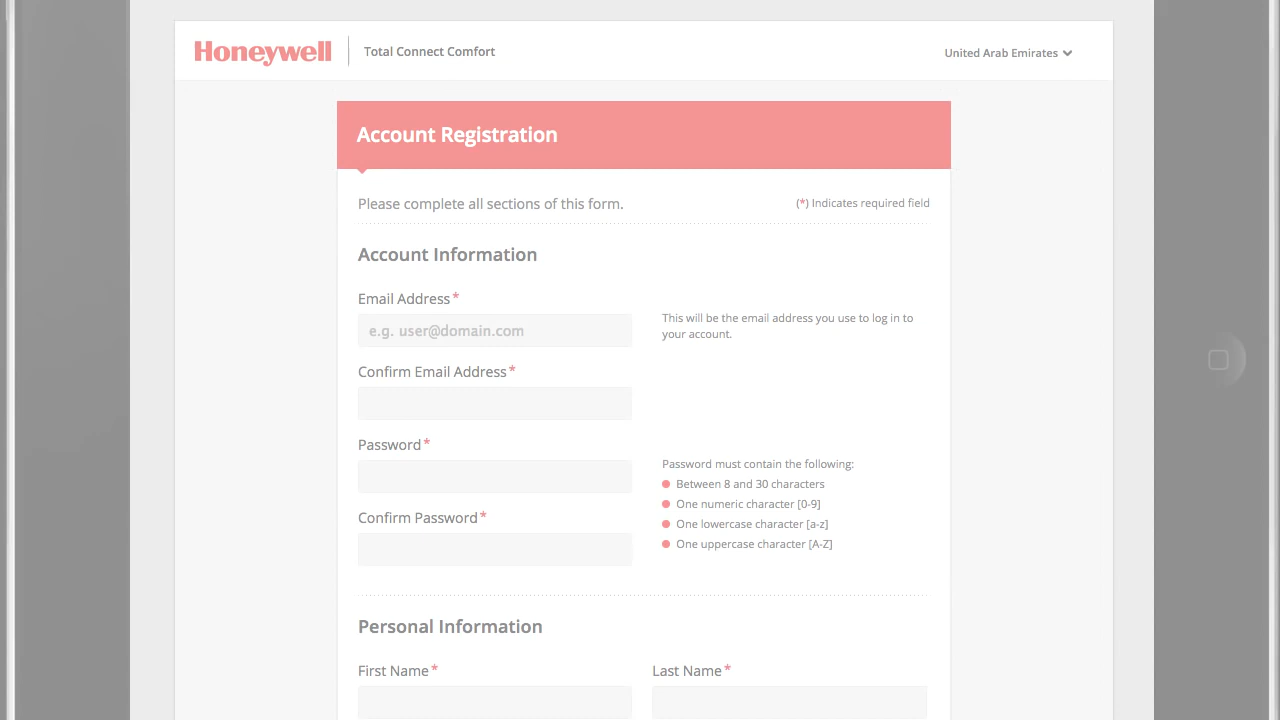 Honeywell
Total Connect Comfort
United Arab Emirates
Account Registration
Please complete all sections of this form.
(*) Indicates required field
Account Information
Email Address*
e.g. user@domain.com
This will be the email address you use to log in to
your account.
Confirm Email Address*
Password*
Password must contain the following:
Between 8 and 30 characters
One numeric character [0-9]
One lowercase character [a-z]
One uppercase character [A-Z]
Confirm Password*
Personal Information
First Name*
Last Name*